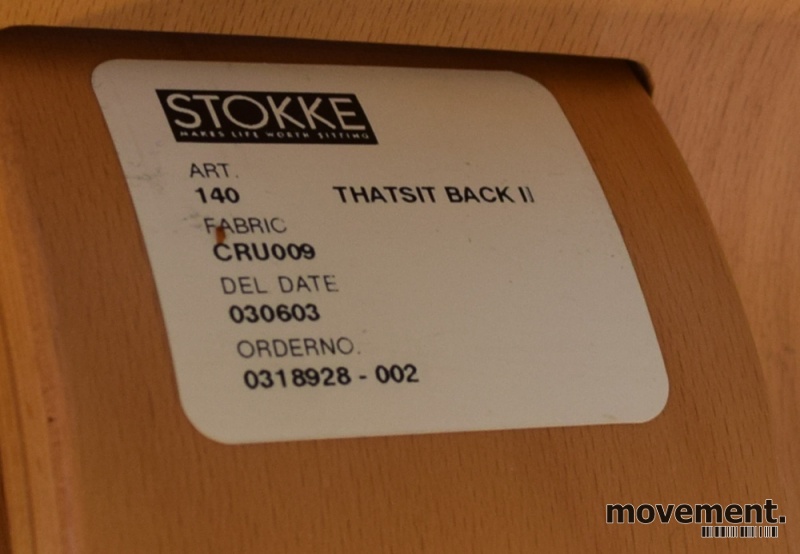 STOKKE
MAKES LIFE WORTH SITTING
ART.
140 THATSIT BACK II
FABRIC
CRU009
DEL DATE
030603
ORDERNO.
0318928 - 002
movement.